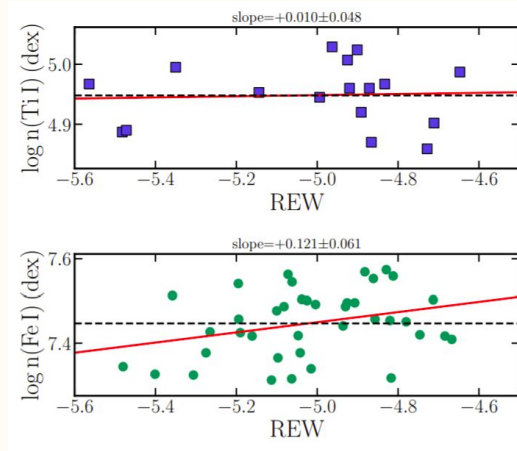 slope=+0.010±0.048
log n(Ti I) (dex)
5.0
4.9
−5.6 −5.4 −5.2 −5.0 −4.8 −4.6
REW
slope=+0.121±0.061
log n(Fe I) (dex)
7.6
7.4
−5.6 −5.4 −5.2 −5.0 −4.8 −4.6
REW